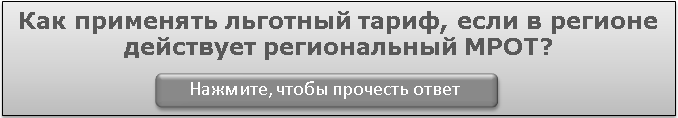 Как применять льготный тариф, если в регионе
действует региональный МРОТ?
Нажмите, чтобы прочесть ответ